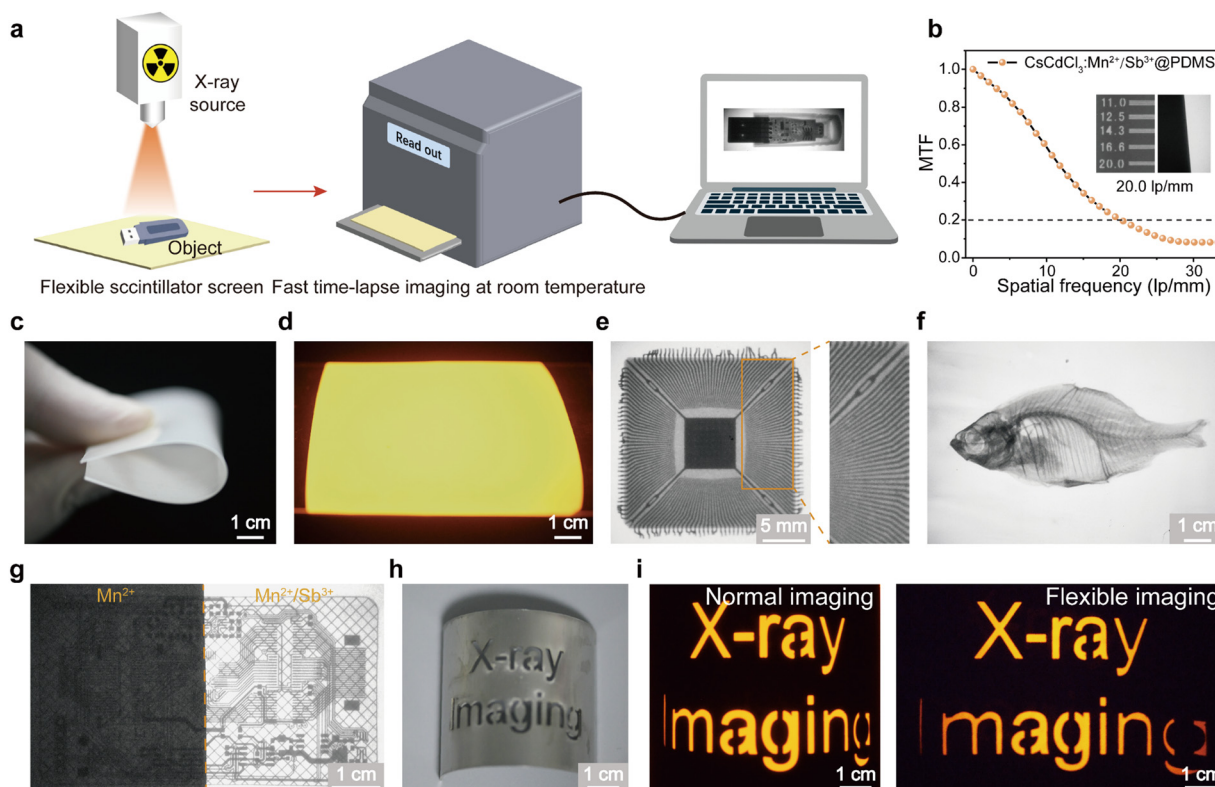 a
X-ray
source
Object
Flexible sccintillator screen
Read out
Fast time-lapse imaging at room temperature
b
CsCdCl₃:Mn²⁺/Sb³⁺@PDMS
MTF
1.0
0.8
0.6
0.4
0.2
0.0
11.0
12.5
14.3
16.6
20.0
20.0 lp/mm
0 10 20 30
Spatial frequency (lp/mm)
c
1 cm
d
1 cm
e
5 mm
f
1 cm
g
Mn²⁺ Mn²⁺/Sb³⁺
1 cm
h
X-ray
Imaging
1 cm
i
Normal imaging
X-ray
Imaging
1 cm
Flexible imaging
X-ray
Imaging
1 cm